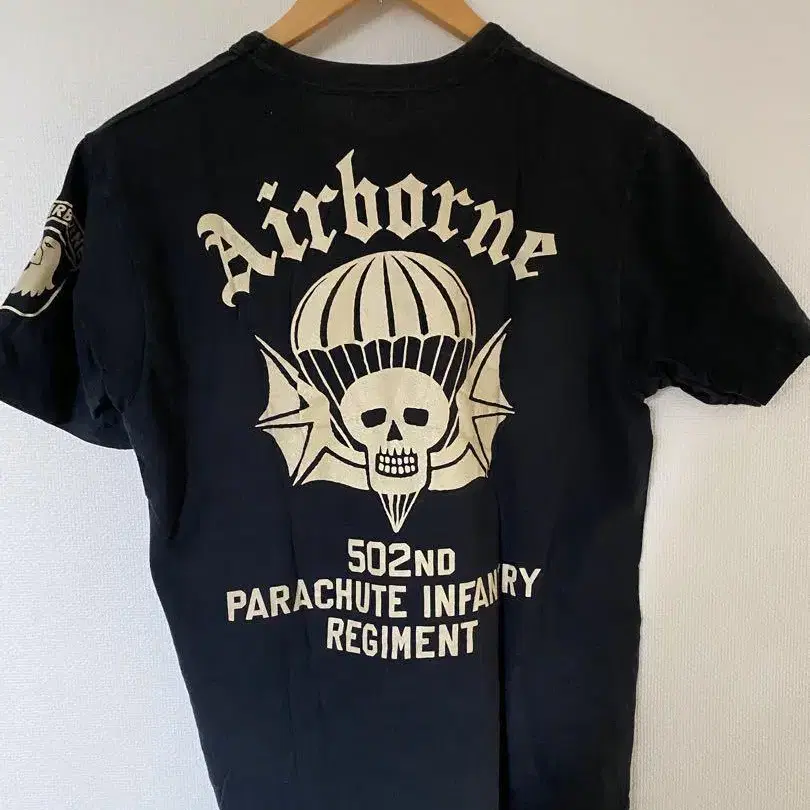 Airborne
502ND
PARACHUTE INFANTRY
REGIMENT